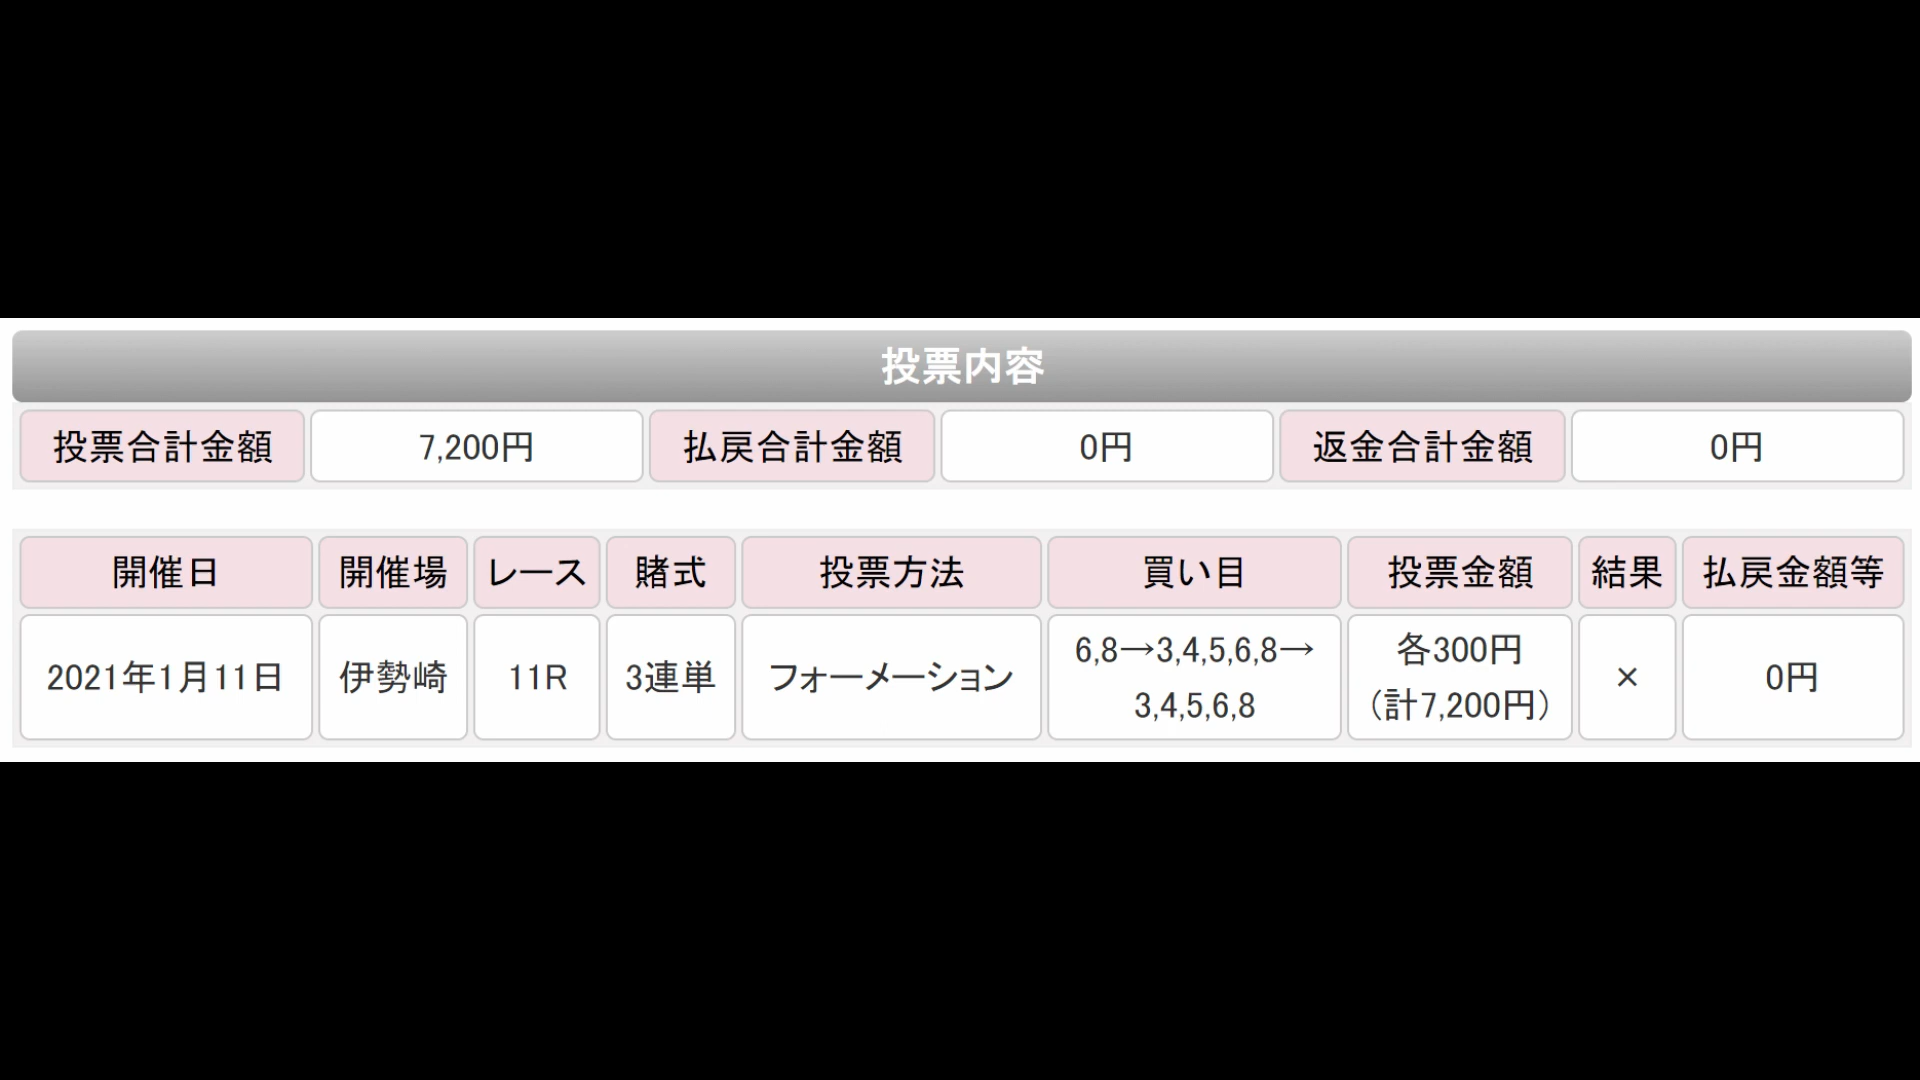 投票内容
投票合計金額 7,200円 払戻合計金額 0円 返金合計金額 0円
開催日 開催場 レース 賭式 投票方法 買い目 投票金額 結果 払戻金額等
2021年1月11日 伊勢崎 11R 3連単 フォーメーション 6,8→3,4,5,6,8→ 各300円 × 0円
3,4,5,6,8 (計7,200円)